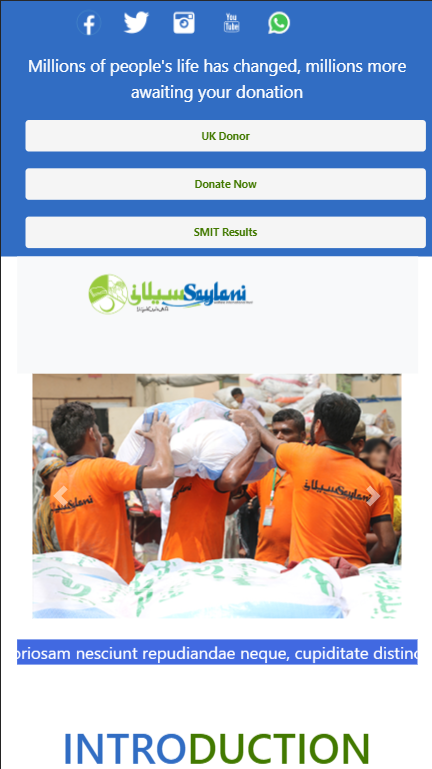 You
Tube
Millions of people's life has changed, millions more
awaiting your donation
UK Donor
Donate Now
SMIT Results
سیلانی Saylani
Saylani
سیلانی Saylani
oriosam nesciunt repudiandae neque, cupiditate distinc
INTRODUCTION